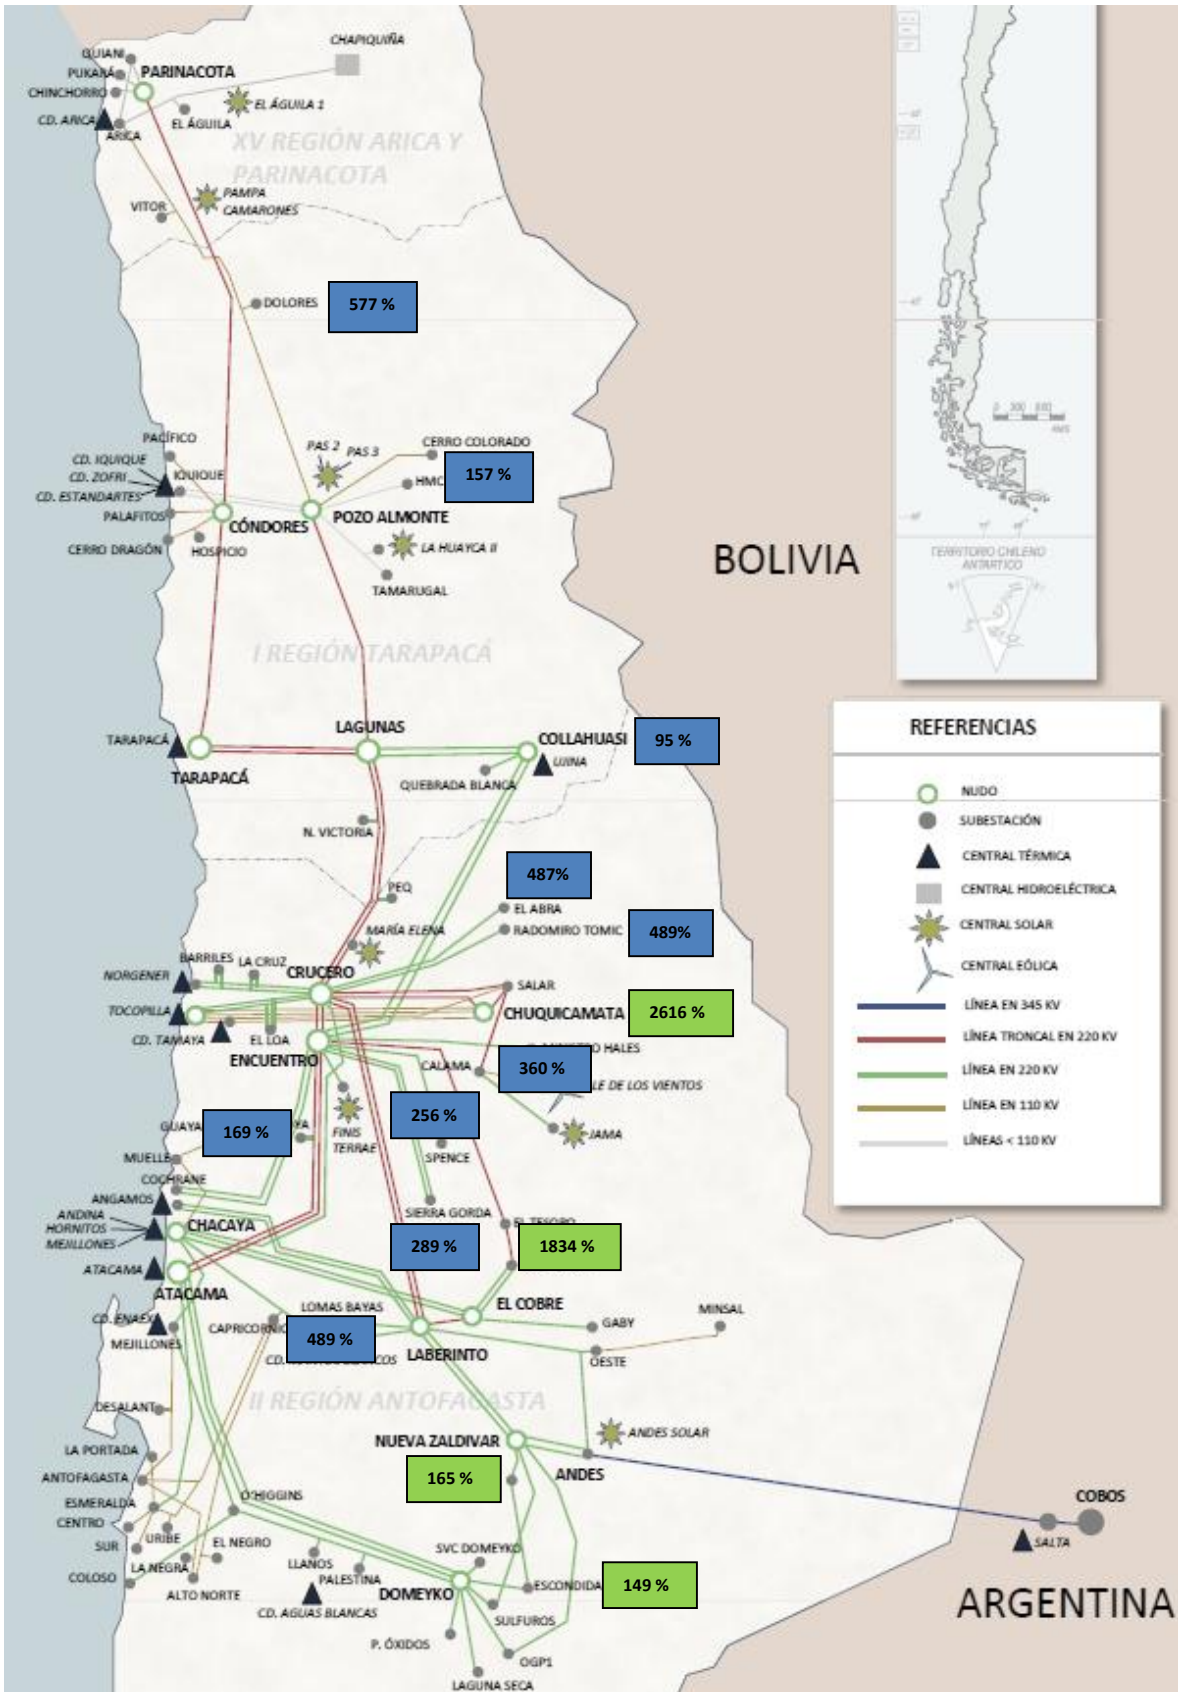 QUIANI
PUKARÁ
CHINCHORRO
CD. ARICA
ARICA
PARINACOTA
EL ÁGUILA
EL ÁGUILA 1
CHAPIQUIÑA
XV REGIÓN ARICA Y
PARINACOTA
PAMPA
CAMARONES
VITOR
DOLORES
577 %
PACÍFICO
CD. IQUIQUE
CD. ZOFRI
CD. ESTANDARTES
IQUIQUE
PALAFITOS
CERRO DRAGÓN
HOSPICIO
CÓNDORES
PAS 2
PAS 3
CERRO COLORADO
HMC
157 %
POZO ALMONTE
LA HUAYCA II
TAMARUGAL
I REGIÓN TARAPACÁ
TARAPACÁ
TARAPACÁ
LAGUNAS
COLLAHUASI
95 %
UJINA
QUEBRADA BLANCA
N. VICTORIA
PEQ
487%
EL ABRA
RADOMIRO TOMIC
489%
MARÍA ELENA
BARRILES
LA CRUZ
NORGENER
CRUCERO
SALAR
TOCOPILLA
CD. TAMAYA
EL LOA
CHUQUICAMATA
2616 %
ENCUENTRO
HALES
CALAMA
360 %
LE DE LOS VIENTOS
JAMA
FINIS
TERRAE
256 %
SPENCE
169 %
GUAYA
MUELLE
COCHRANE
ANGAMOS
ANDINA
HORNITOS
MEJILLONES
CHACAYA
SIERRA GORDA
EL TESORO
289 %
1834 %
ATACAMA
ATACAMA
CD. ENAEX
MEJILLONES
LOMAS BAYAS
CAPRICORNIO
489 %
EL COBRE
LABERINTO
GABY
MINSAL
OESTE
II REGIÓN ANTOFAGASTA
DESALANT
LA PORTADA
ANTOFAGASTA
ESMERALDA
CENTRO
SUR
URIBE
LA NEGRA
EL NEGRO
COLOSO
ALTO NORTE
O'HIGGINS
NUEVA ZALDIVAR
165 %
ANDES SOLAR
ANDES
COBOS
SALTA
LLANOS
PALESTINA
CD. AGUAS BLANCAS
SVC DOMEYKO
DOMEYKO
ESCONDIDA
149 %
SULFUROS
P. ÓXIDOS
OGP1
LAGUNA SECA
BOLIVIA
ARGENTINA
TERRITORIO CHILENO
ANTÁRTICO
REFERENCIAS
NUDO
SUBESTACIÓN
CENTRAL TÉRMICA
CENTRAL HIDROELÉCTRICA
CENTRAL SOLAR
CENTRAL EÓLICA
LÍNEA EN 345 KV
LÍNEA TRONCAL EN 220 KV
LÍNEA EN 220 KV
LÍNEA EN 110 KV
LÍNEAS < 110 KV